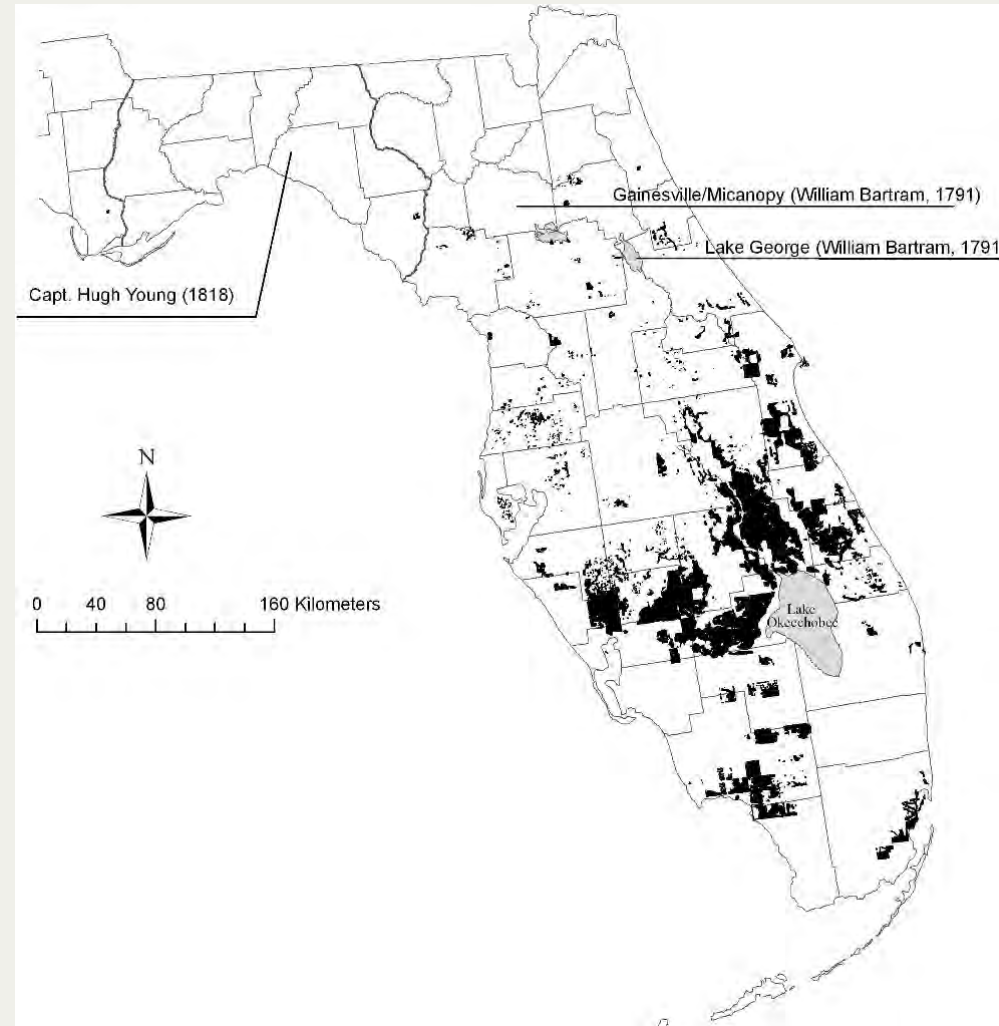 Gainesville/Micanopy (William Bartram, 1791)
Lake George (William Bartram, 1791
Capt. Hugh Young (1818)
N
0 40 80 160 Kilometers
Lake
Okeechobee